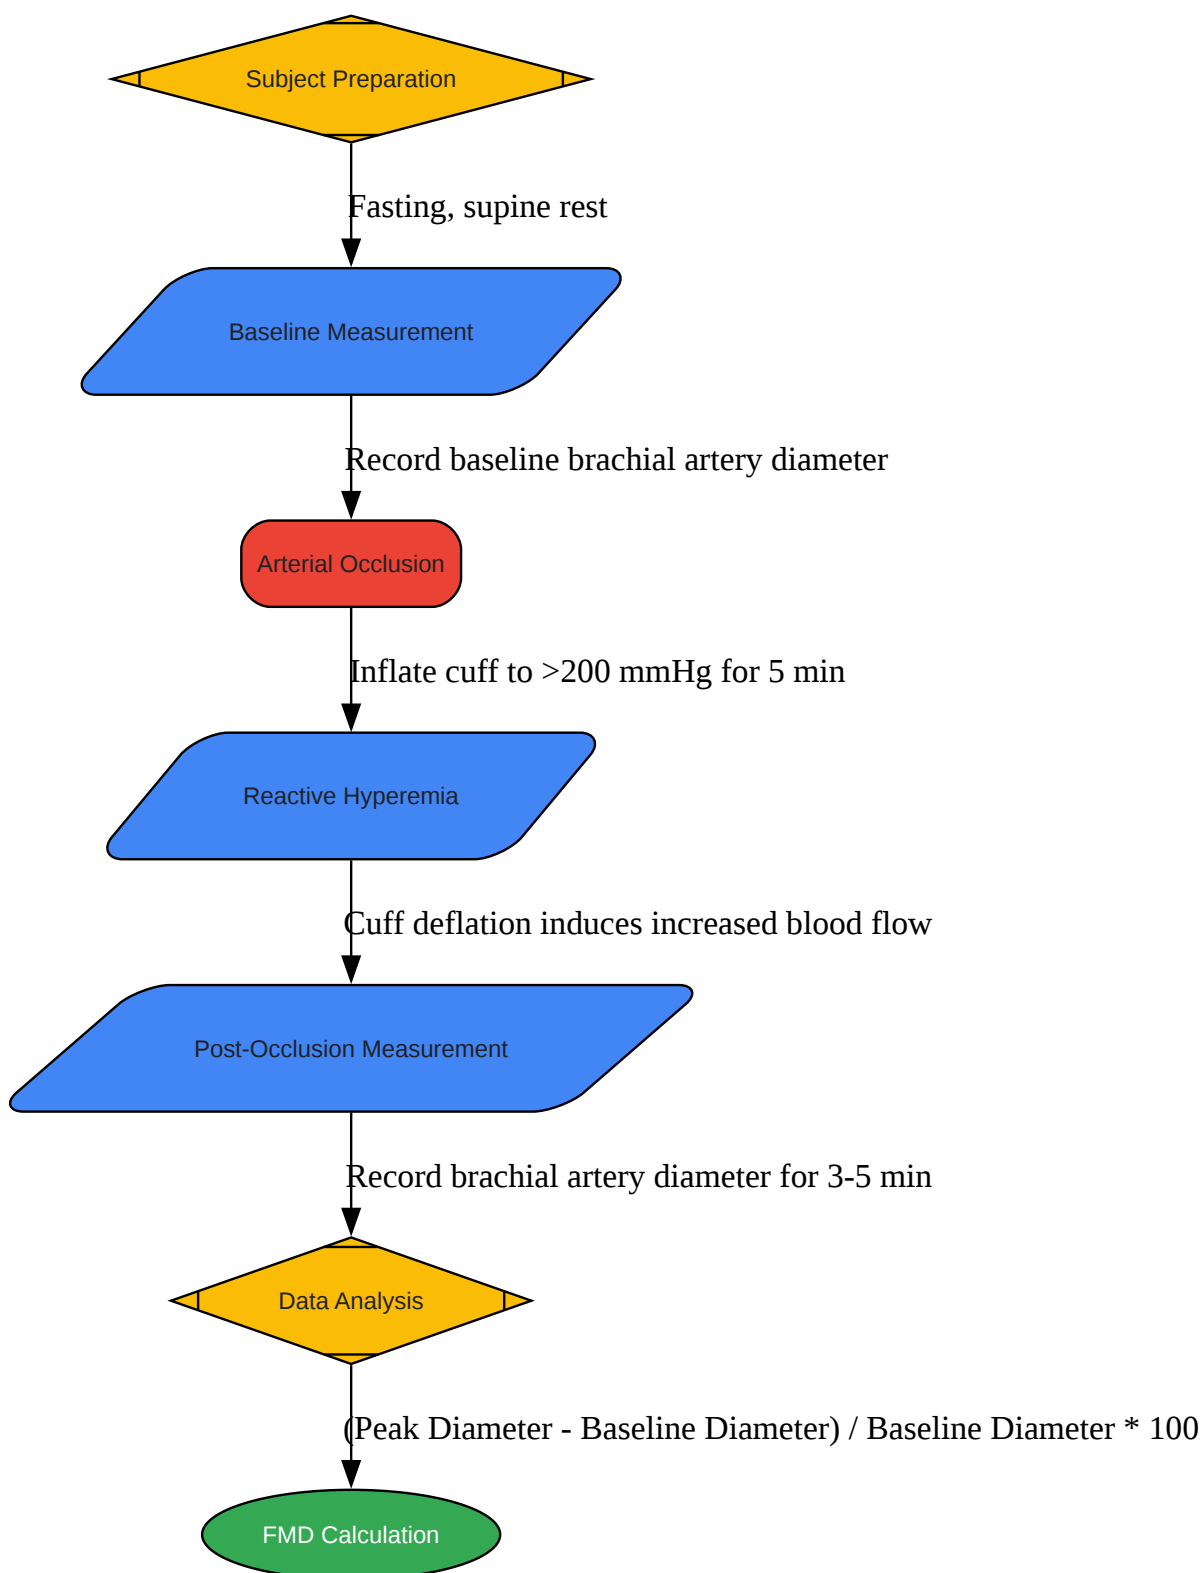 Subject Preparation
Fasting, supine rest
Baseline Measurement
Record baseline brachial artery diameter
Arterial Occlusion
Inflate cuff to >200 mmHg for 5 min
Reactive Hyperemia
Cuff deflation induces increased blood flow
Post-Occlusion Measurement
Record brachial artery diameter for 3-5 min
Data Analysis
(Peak Diameter - Baseline Diameter) / Baseline Diameter * 100
FMD Calculation